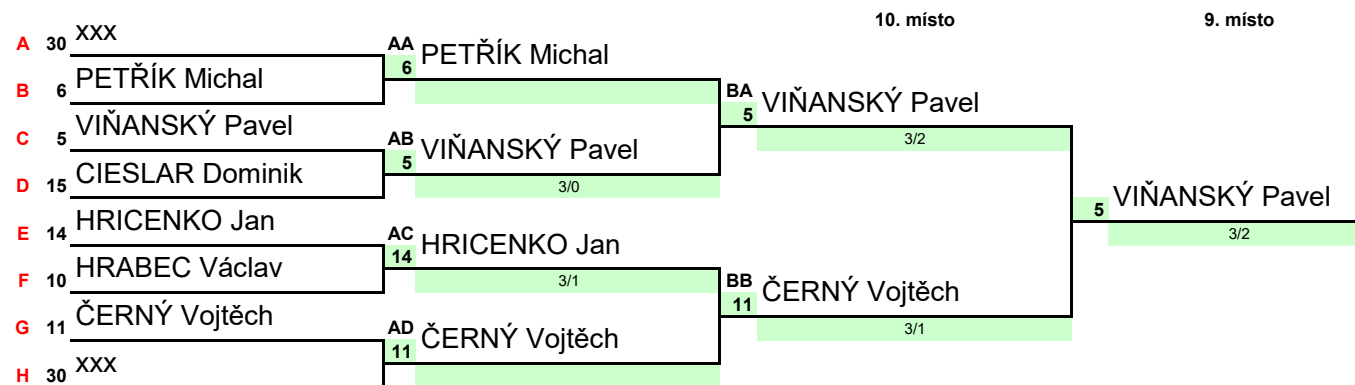 10. místo 9. místo
A 30 XXX
AA PETŘÍK Michal
6
B 6 PETŘÍK Michal
BA VIŇANSKÝ Pavel
5
C 5 VIŇANSKÝ Pavel
3/2
AB VIŇANSKÝ Pavel
5
D 15 CIESLAR Dominik
3/0
5 VIŇANSKÝ Pavel
3/2
E 14 HRICENKO Jan
AC HRICENKO Jan
14
F 10 HRABEC Václav
3/1
BB ČERNÝ Vojtěch
11
G 11 ČERNÝ Vojtěch
3/1
AD ČERNÝ Vojtěch
11
H 30 XXX